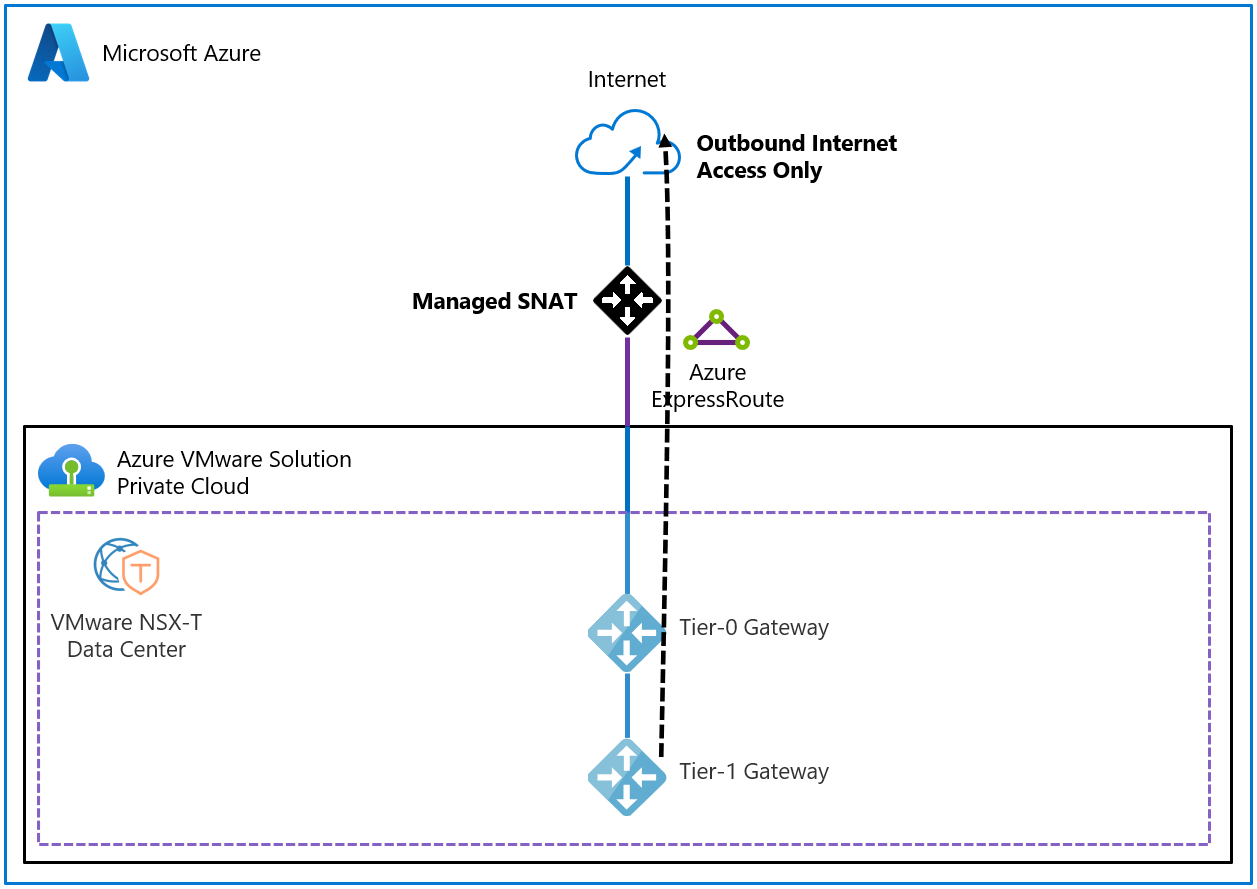 Microsoft Azure
Internet
Outbound Internet
Access Only
Managed SNAT
Azure
ExpressRoute
Azure VMware Solution
Private Cloud
VMware NSX-T
Data Center
Tier-0 Gateway
Tier-1 Gateway